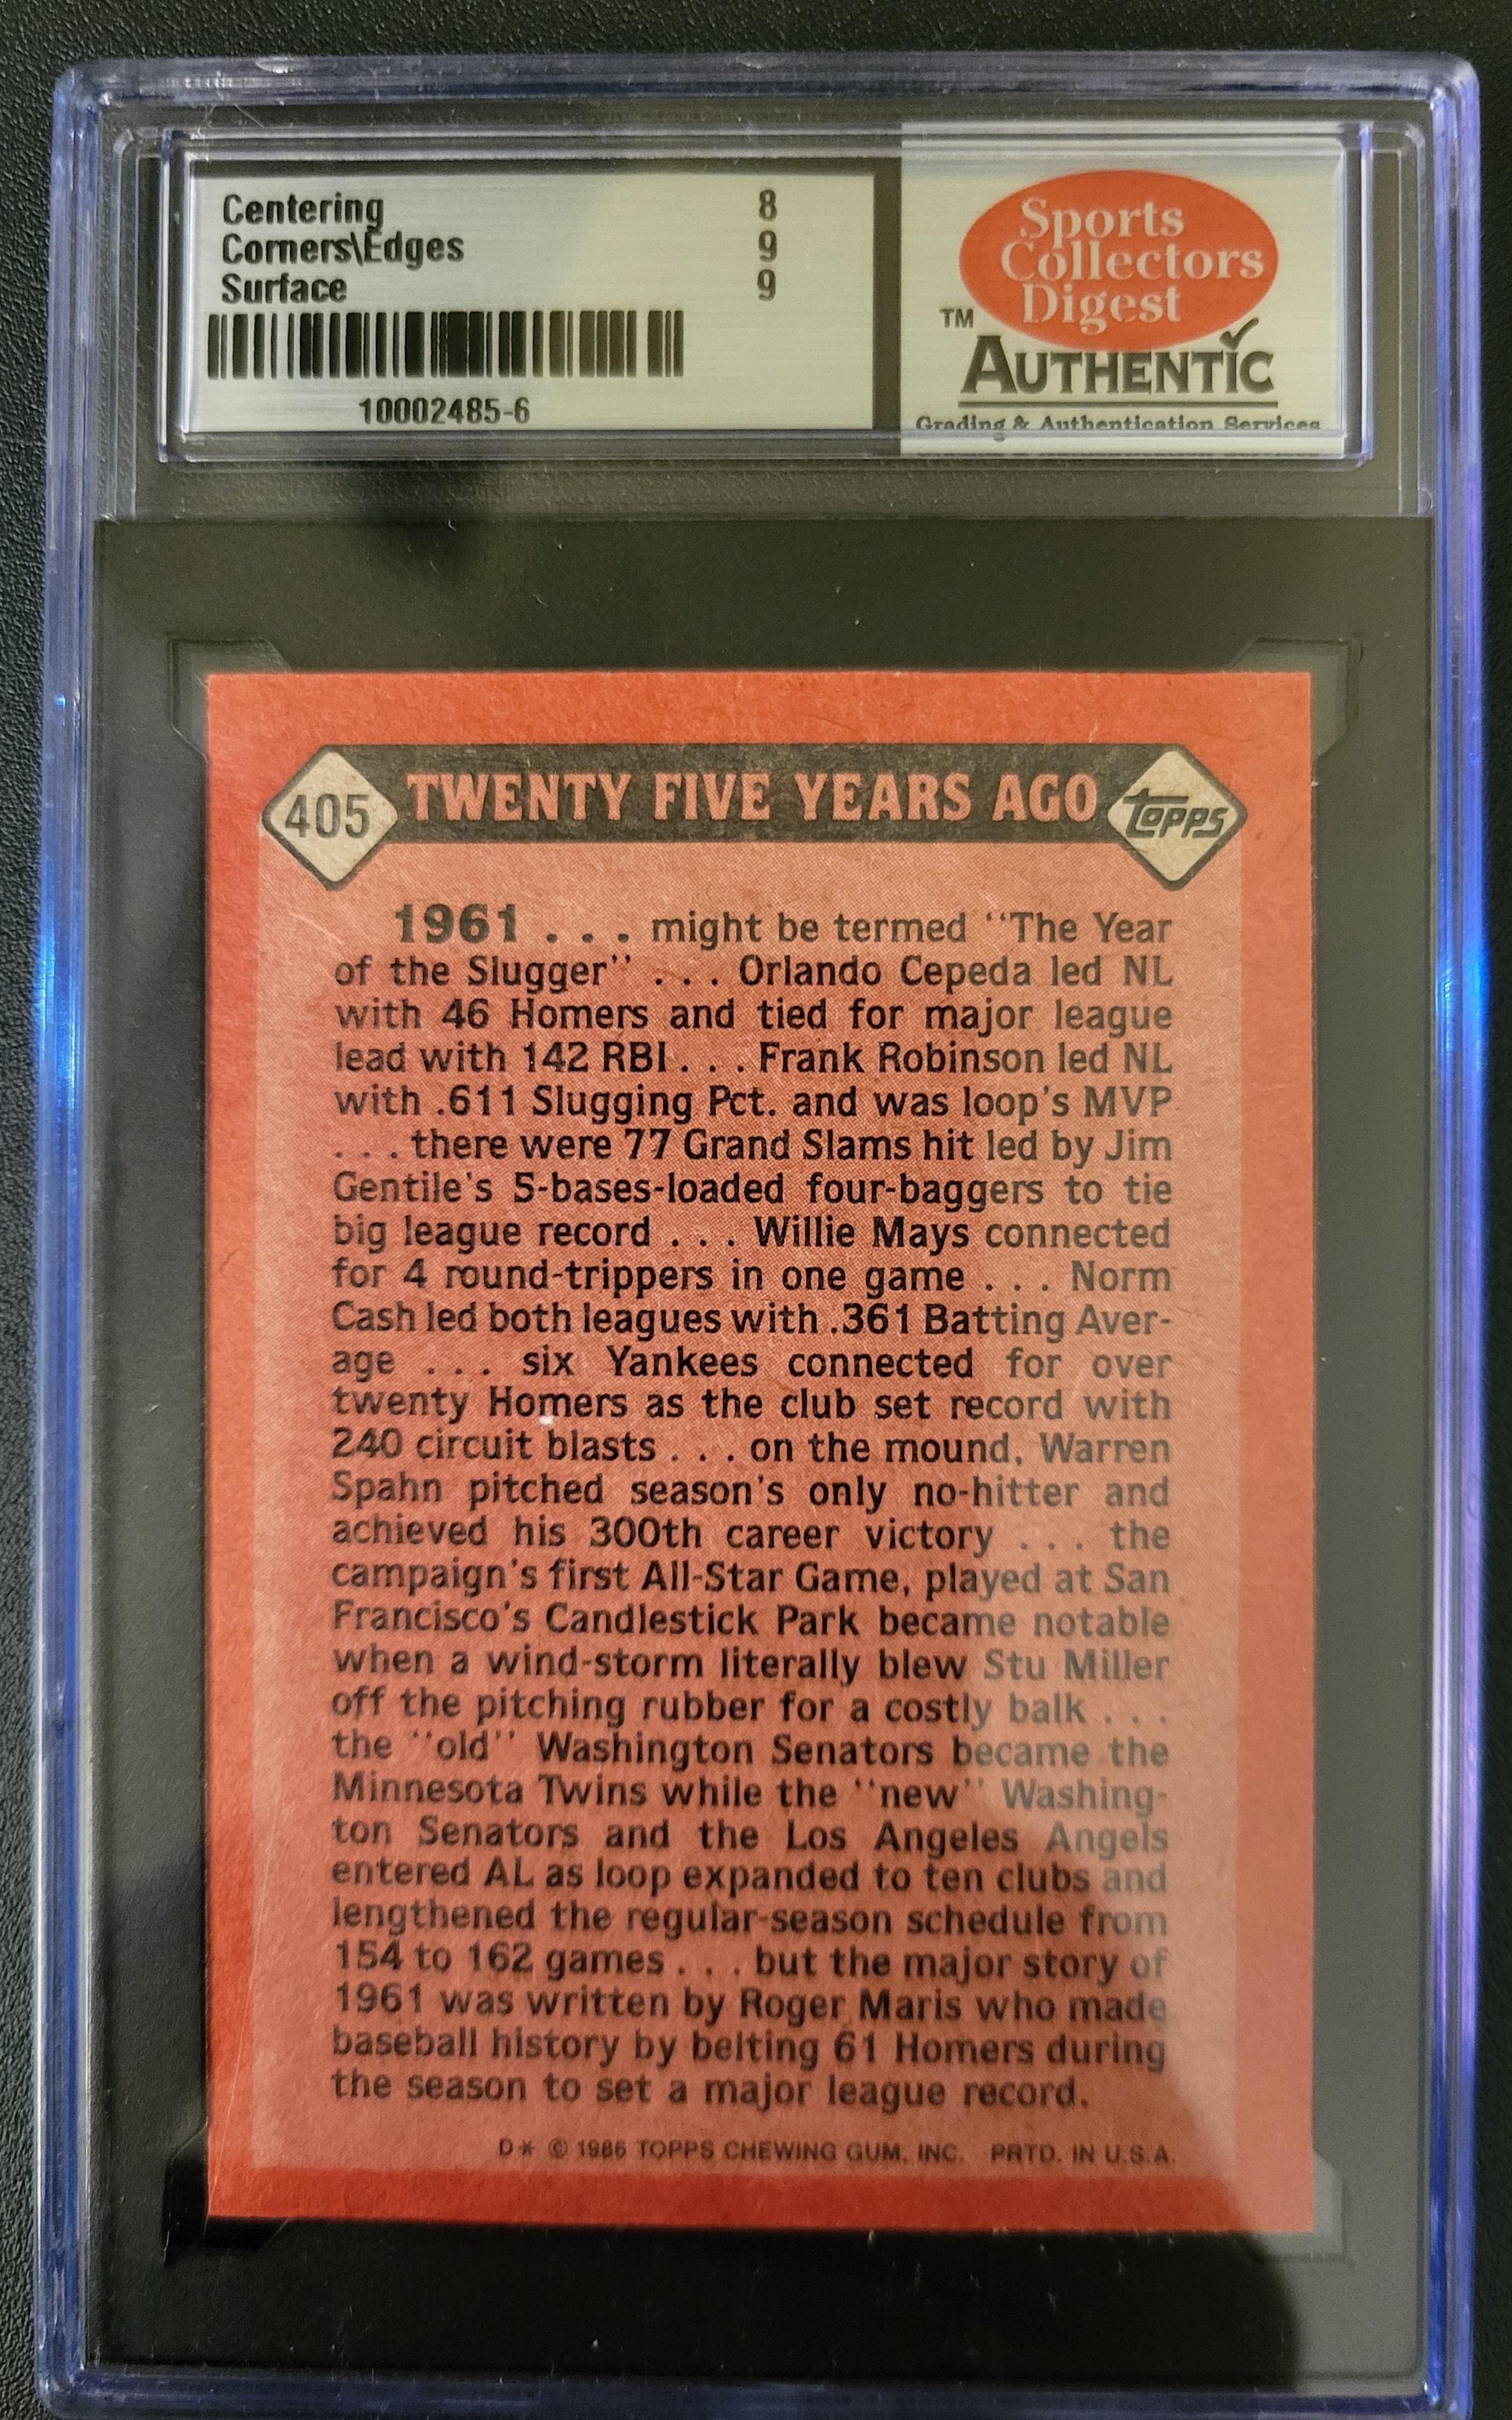 Centering 8
Corners\Edges 9
Surface 9
10002485-6
Sports
Collectors
Digest
TM
AUTHENTIC
Grading & Authentication Services
405 TWENTY FIVE YEARS AGO TOPPS
1961 . . . might be termed ‘‘The Year
of the Slugger’’ . . . Orlando Cepeda led NL
with 46 Homers and tied for major league
lead with 142 RBI . . . Frank Robinson led NL
with .611 Slugging Pct. and was loop's MVP
. . . there were 77 Grand Slams hit led by Jim
Gentile's 5-bases-loaded four-baggers to tie
big league record . . . Willie Mays connected
for 4 round-trippers in one game . . . Norm
Cash led both leagues with .361 Batting Aver-
age . . . six Yankees connected for over
twenty Homers as the club set record with
240 circuit blasts . . . on the mound, Warren
Spahn pitched season's only no-hitter and
achieved his 300th career victory . . . the
campaign's first All-Star Game, played at San
Francisco's Candlestick Park became notable
when a wind-storm literally blew Stu Miller
off the pitching rubber for a costly balk . . .
the ‘‘old’’ Washington Senators became the
Minnesota Twins while the ‘‘new’’ Washing-
ton Senators and the Los Angeles Angels
entered AL as loop expanded to ten clubs and
lengthened the regular-season schedule from
154 to 162 games . . . but the major story of
1961 was written by Roger Maris who made
baseball history by belting 61 Homers during
the season to set a major league record.
D* © 1986 TOPPS CHEWING GUM, INC. PRTD. IN U.S.A.